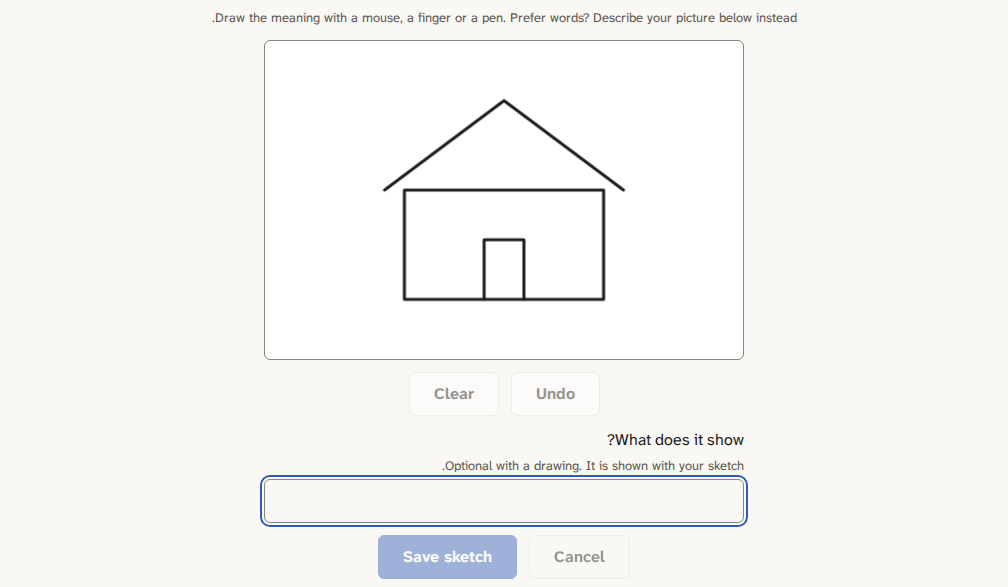 .Draw the meaning with a mouse, a finger or a pen. Prefer words? Describe your picture below instead
Clear Undo
?What does it show
.Optional with a drawing. It is shown with your sketch
Save sketch Cancel